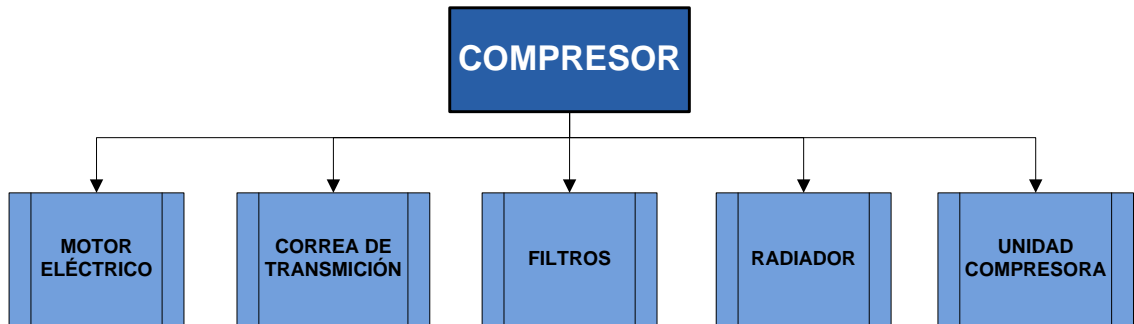 COMPRESOR
MOTOR
ELÉCTRICO
CORREA DE
TRANSMICIÓN
FILTROS
RADIADOR
UNIDAD
COMPRESORA